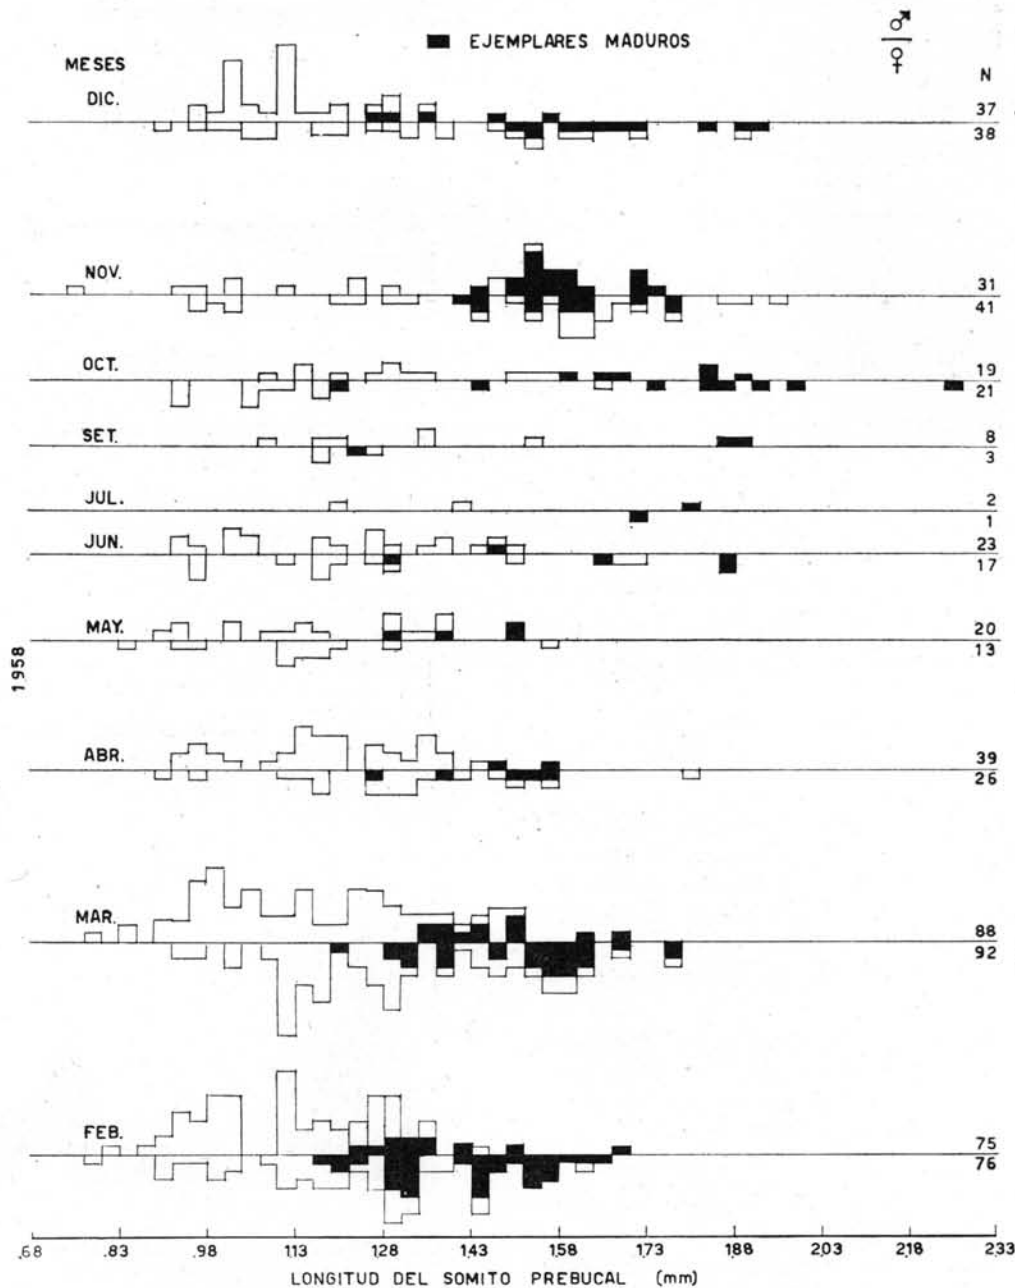 EJEMPLARES MADUROS
♂
♀
MESES
N
DIC.
37
38
NOV.
31
41
OCT.
19
21
SET.
8
3
JUL.
2
1
JUN.
23
17
MAY.
20
13
1958
ABR.
39
26
MAR.
88
92
FEB.
75
76
.68 .83 .98 113 128 143 158 173 188 203 218 233
LONGITUD DEL SOMITO PREBUCAL (mm)